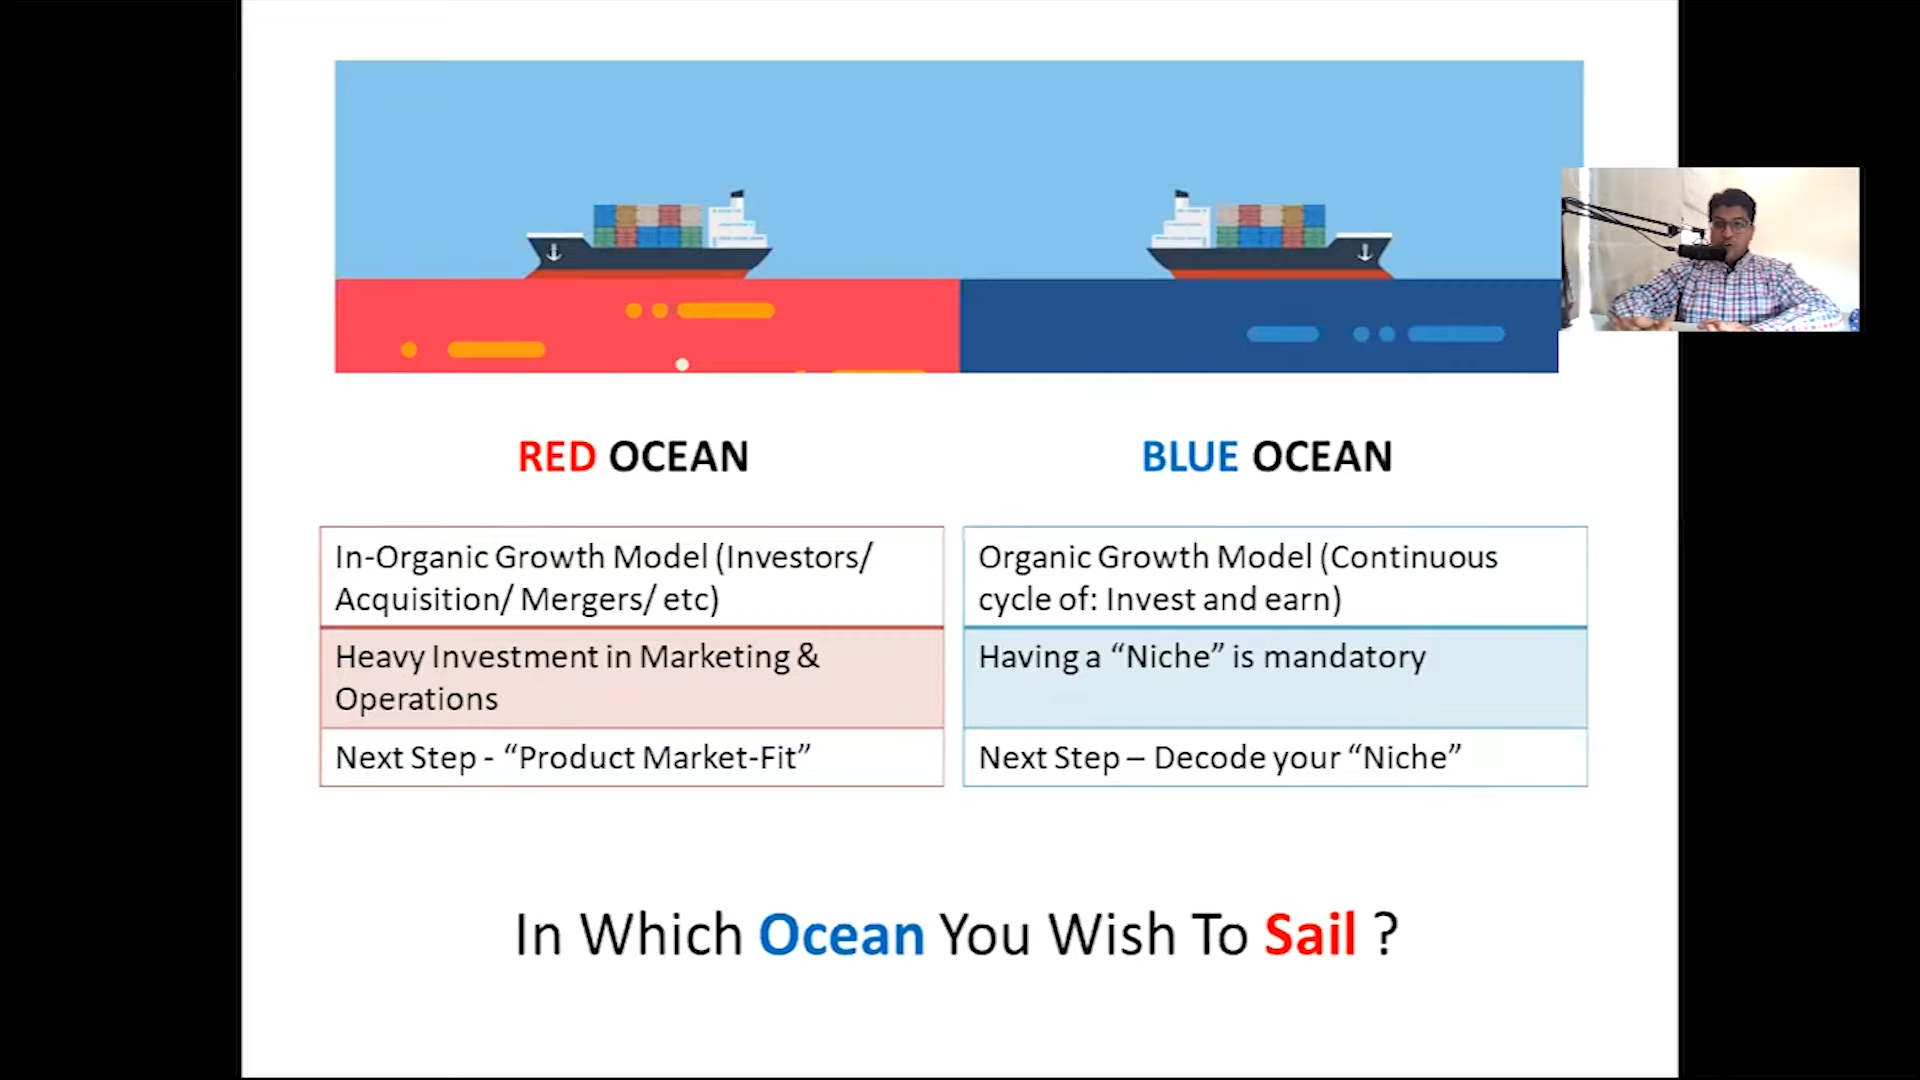 RED OCEAN
In-Organic Growth Model (Investors/
Acquisition/ Mergers/ etc)
Heavy Investment in Marketing &
Operations
Next Step - “Product Market-Fit”
BLUE OCEAN
Organic Growth Model (Continuous
cycle of: Invest and earn)
Having a “Niche” is mandatory
Next Step – Decode your “Niche”
In Which Ocean You Wish To Sail ?